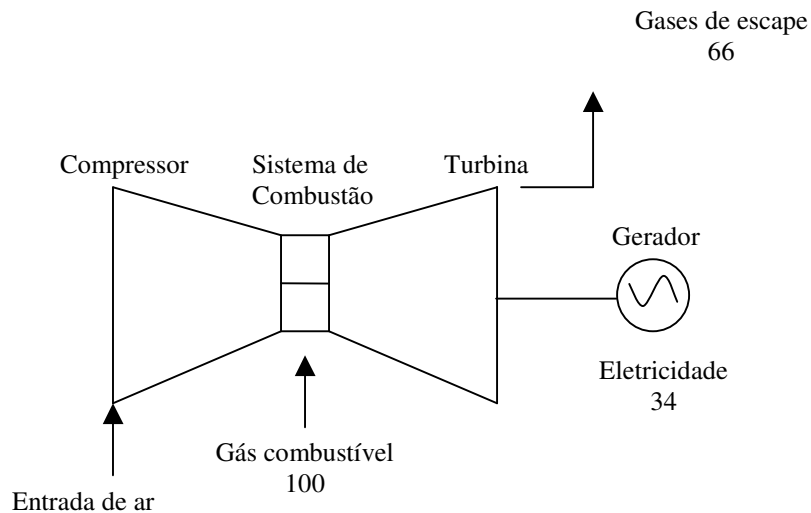 Gases de escape
66
Compressor
Sistema de
Combustão
Turbina
Gerador
Eletricidade
34
Gás combustível
100
Entrada de ar